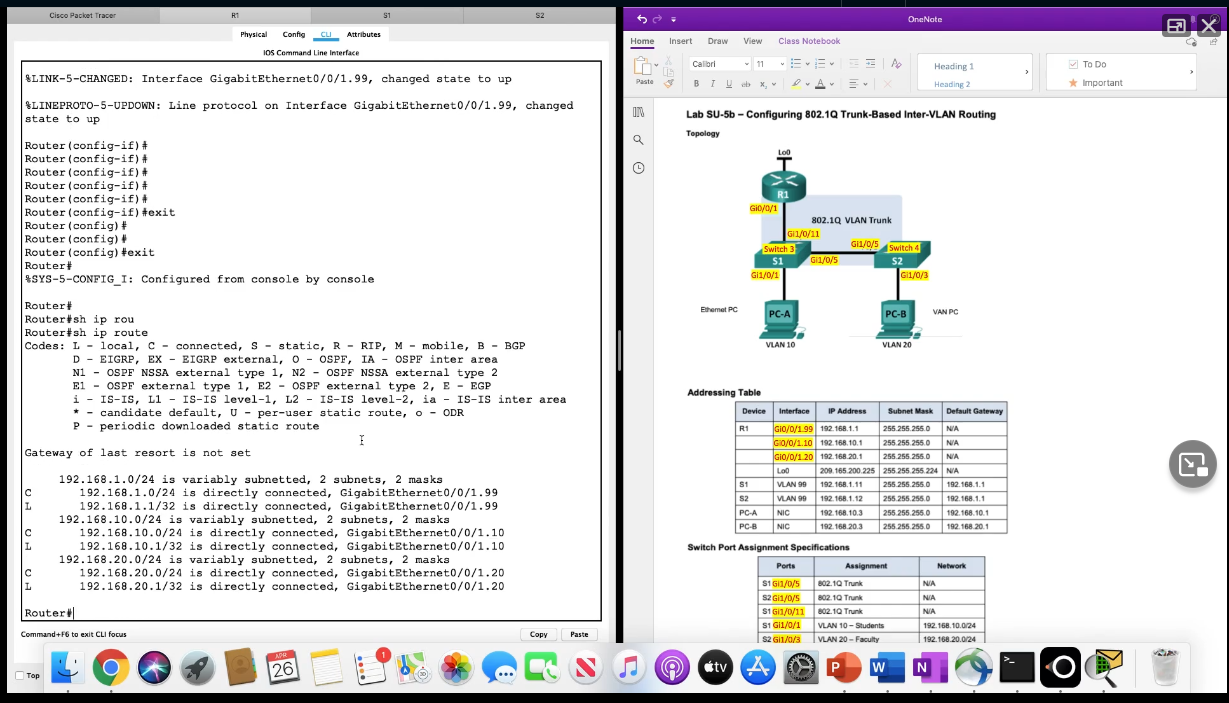 Cisco Packet Tracer
R1
S1
S2
Physical
Config
CLI
Attributes
IOS Command Line Interface
%LINK-5-CHANGED: Interface GigabitEthernet0/0/1.99, changed state to up
%LINEPROTO-5-UPDOWN: Line protocol on Interface GigabitEthernet0/0/1.99, changed
state to up
Router(config-if)#
Router(config-if)#
Router(config-if)#
Router(config-if)#
Router(config-if)#
Router(config-if)#exit
Router(config)#
Router(config)#
Router(config)#exit
Router#
%SYS-5-CONFIG_I: Configured from console by console
Router#
Router#sh ip rou
Router#sh ip route
Codes: L - local, C - connected, S - static, R - RIP, M - mobile, B - BGP
D - EIGRP, EX - EIGRP external, O - OSPF, IA - OSPF inter area
N1 - OSPF NSSA external type 1, N2 - OSPF NSSA external type 2
E1 - OSPF external type 1, E2 - OSPF external type 2, E - EGP
i - IS-IS, L1 - IS-IS level-1, L2 - IS-IS level-2, ia - IS-IS inter area
* - candidate default, U - per-user static route, o - ODR
P - periodic downloaded static route
Gateway of last resort is not set
192.168.1.0/24 is variably subnetted, 2 subnets, 2 masks
C 192.168.1.0/24 is directly connected, GigabitEthernet0/0/1.99
L 192.168.1.1/32 is directly connected, GigabitEthernet0/0/1.99
192.168.10.0/24 is variably subnetted, 2 subnets, 2 masks
C 192.168.10.0/24 is directly connected, GigabitEthernet0/0/1.10
L 192.168.10.1/32 is directly connected, GigabitEthernet0/0/1.10
192.168.20.0/24 is variably subnetted, 2 subnets, 2 masks
C 192.168.20.0/24 is directly connected, GigabitEthernet0/0/1.20
L 192.168.20.1/32 is directly connected, GigabitEthernet0/0/1.20
Router#
Command+F6 to exit CLI focus
Copy
Paste
Top
OneNote
Home
Insert
Draw
View
Class Notebook
Paste
Calibri
11
B I U ab x
Heading 1
Heading 2
To Do
Important
Lab SU-5b – Configuring 802.1Q Trunk-Based Inter-VLAN Routing
Topology
Lo0
R1
Gi0/0/1
802.1Q VLAN Trunk
Gi1/0/11
Switch 3
Gi1/0/5
Switch 4
S1
Gi1/0/5
S2
Gi1/0/1
Gi1/0/3
Ethernet PC
PC-A
PC-B
VAN PC
VLAN 10
VLAN 20
Addressing Table
Device Interface IP Address Subnet Mask Default Gateway
R1 Gi0/0/1.99 192.168.1.1 255.255.255.0 N/A
Gi0/0/1.10 192.168.10.1 255.255.255.0 N/A
Gi0/0/1.20 192.168.20.1 255.255.255.0 N/A
Lo0 209.165.200.225 255.255.255.224 N/A
S1 VLAN 99 192.168.1.11 255.255.255.0 192.168.1.1
S2 VLAN 99 192.168.1.12 255.255.255.0 192.168.1.1
PC-A NIC 192.168.10.3 255.255.255.0 192.168.10.1
PC-B NIC 192.168.20.3 255.255.255.0 192.168.20.1
Switch Port Assignment Specifications
Ports Assignment Network
S1 Gi1/0/5 802.1Q Trunk N/A
S2 Gi1/0/5 802.1Q Trunk N/A
S1 Gi1/0/11 802.1Q Trunk N/A
S1 Gi1/0/1 VLAN 10 – Students 192.168.10.0/24
S2 Gi1/0/3 VLAN 20 – Faculty 192.168.20.0/24
APR
26
1
3D
tv
P
W
N
>_